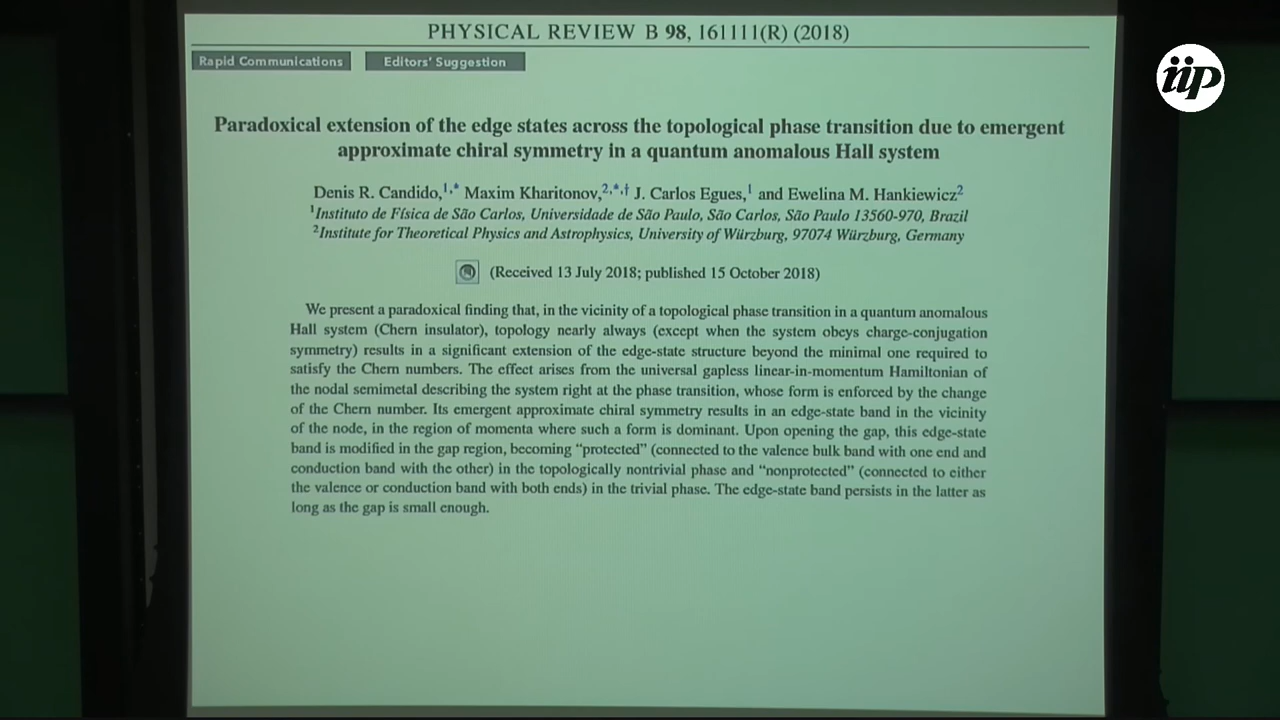 PHYSICAL REVIEW B 98, 161111(R) (2018)
Rapid Communications
Editors' Suggestion
Paradoxical extension of the edge states across the topological phase transition due to emergent
approximate chiral symmetry in a quantum anomalous Hall system
Denis R. Candido,1,* Maxim Kharitonov,2,*,† J. Carlos Egues,1 and Ewelina M. Hankiewicz2
1Instituto de Física de São Carlos, Universidade de São Paulo, São Carlos, São Paulo 13560-970, Brazil
2Institute for Theoretical Physics and Astrophysics, University of Würzburg, 97074 Würzburg, Germany
(Received 13 July 2018; published 15 October 2018)
We present a paradoxical finding that, in the vicinity of a topological phase transition in a quantum anomalous
Hall system (Chern insulator), topology nearly always (except when the system obeys charge-conjugation
symmetry) results in a significant extension of the edge-state structure beyond the minimal one required to
satisfy the Chern numbers. The effect arises from the universal gapless linear-in-momentum Hamiltonian of
the nodal semimetal describing the system right at the phase transition, whose form is enforced by the change
of the Chern number. Its emergent approximate chiral symmetry results in an edge-state band in the vicinity
of the node, in the region of momenta where such a form is dominant. Upon opening the gap, this edge-state
band is modified in the gap region, becoming “protected” (connected to the valence bulk band with one end and
conduction band with the other) in the topologically nontrivial phase and “nonprotected” (connected to either
the valence or conduction band with both ends) in the trivial phase. The edge-state band persists in the latter as
long as the gap is small enough.
iip